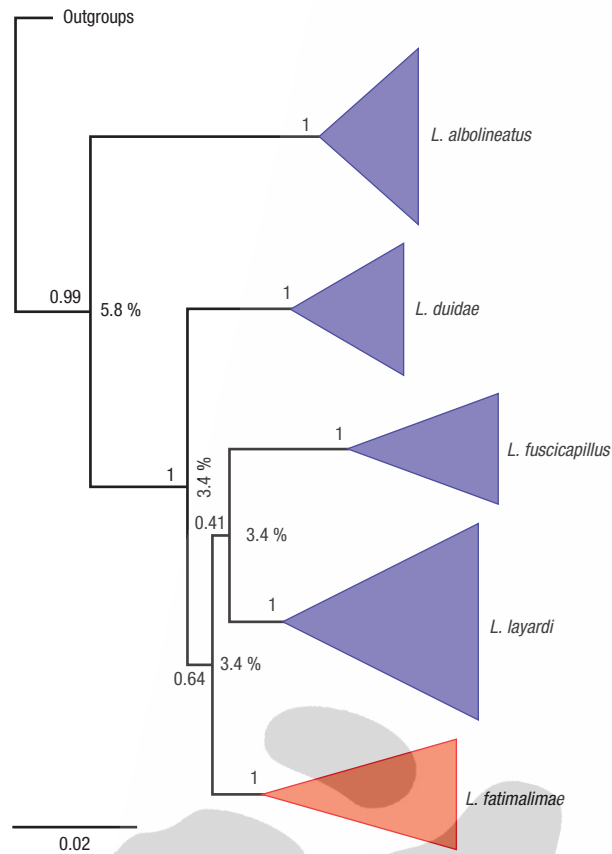 Outgroups
1
L. albolineatus
0.99
5.8 %
1
L. duidae
1
L. fuscicapillus
1
3.4 %
0.41
3.4 %
1
L. layardi
3.4 %
0.64
1
L. fatimalimae
0.02